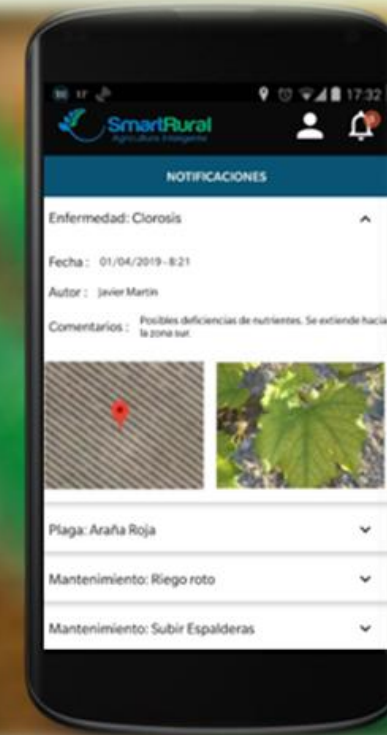 17:32
SmartRural
Agricultura Inteligente
NOTIFICACIONES
Enfermedad: Clorosis
Fecha : 01/04/2019 - 8:21
Autor : Javier Martin
Comentarios : Posibles deficiencias de nutrientes. Se extiende hacia
la zona sur.
Plaga: Araña Roja
Mantenimiento: Riego roto
Mantenimiento: Subir Espalderas